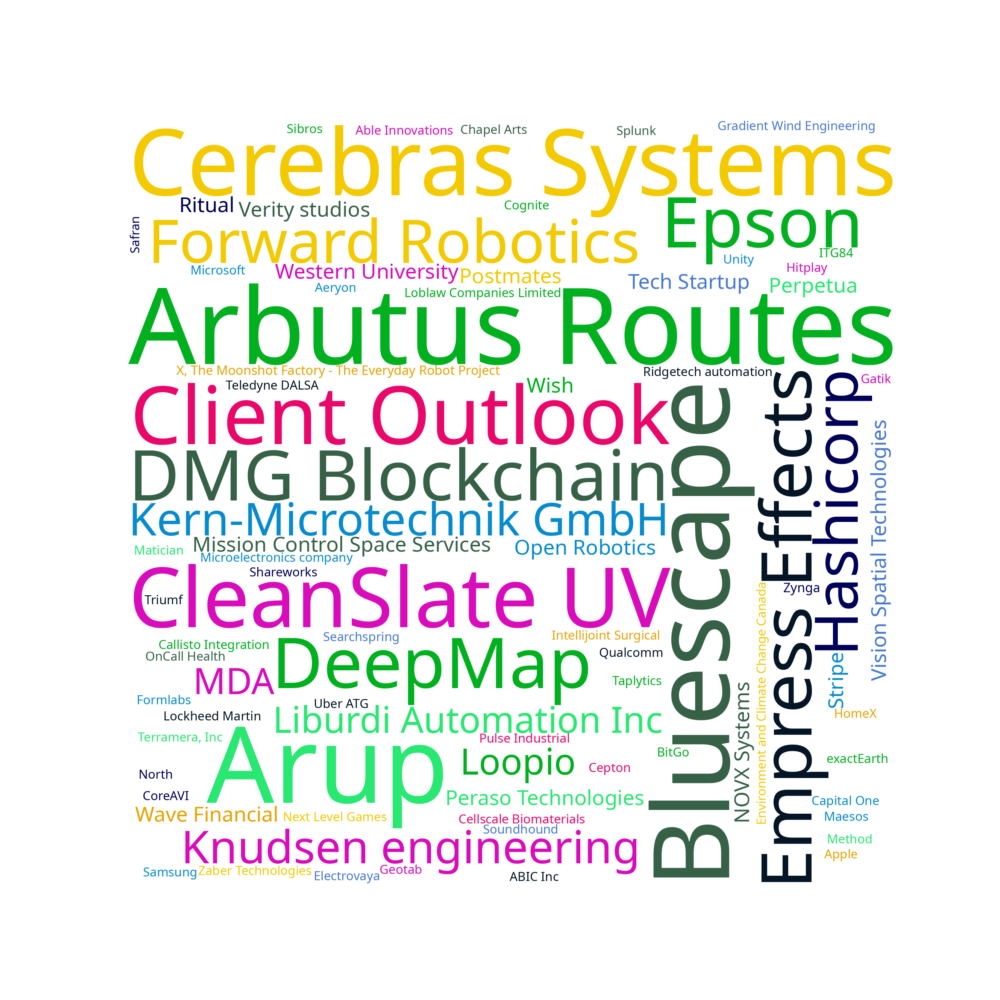 Sibros
Able Innovations
Chapel Arts
Splunk
Gradient Wind Engineering
Cerebras Systems
Ritual
Verity studios
Cognite
Epson
Safran
Forward Robotics
ITG84
Microsoft
Western University
Postmates
Unity
Hitplay
Aeryon
Loblaw Companies Limited
Tech Startup
Perpetua
Arbutus Routes
X, The Moonshot Factory - The Everyday Robot Project
Ridgetech automation
Gatik
Teledyne DALSA
Wish
Client Outlook
Bluescape
Empress Effects
Hashicorp
Vision Spatial Technologies
DMG Blockchain
Kern-Microtechnik GmbH
Matician
Mission Control Space Services
Open Robotics
Microelectronics company
Shareworks
CleanSlate UV
Triumf
Zynga
Environment and Climate Change Canada
Searchspring
Intellijoint Surgical
Callisto Integration
OnCall Health
DeepMap
Qualcomm
MDA
Taplytics
Stripe
NOVX Systems
Formlabs
Uber ATG
Lockheed Martin
Liburdi Automation Inc
HomeX
Terramera, Inc
Arup
Pulse Industrial
BitGo
exactEarth
North
Loopio
Cepton
CoreAVI
Peraso Technologies
Capital One
Wave Financial
Next Level Games
Cellscale Biomaterials
Maesos
Soundhound
Knudsen engineering
Method
Apple
Samsung
Zaber Technologies
Electrovaya
Geotab
ABIC Inc